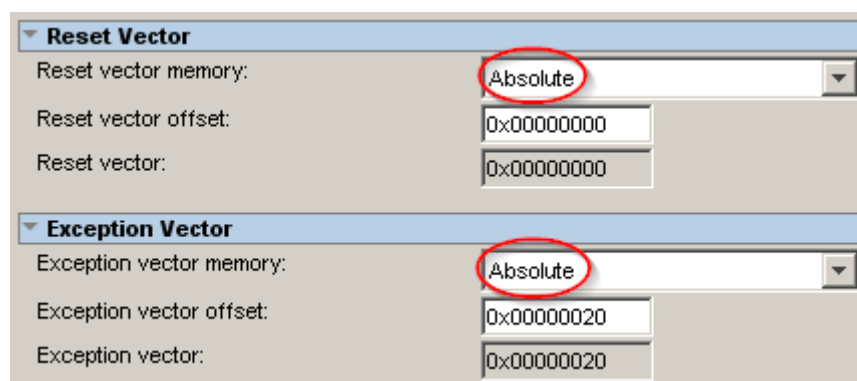 Reset Vector
Reset vector memory: Absolute
Reset vector offset: 0x00000000
Reset vector: 0x00000000
Exception Vector
Exception vector memory: Absolute
Exception vector offset: 0x00000020
Exception vector: 0x00000020